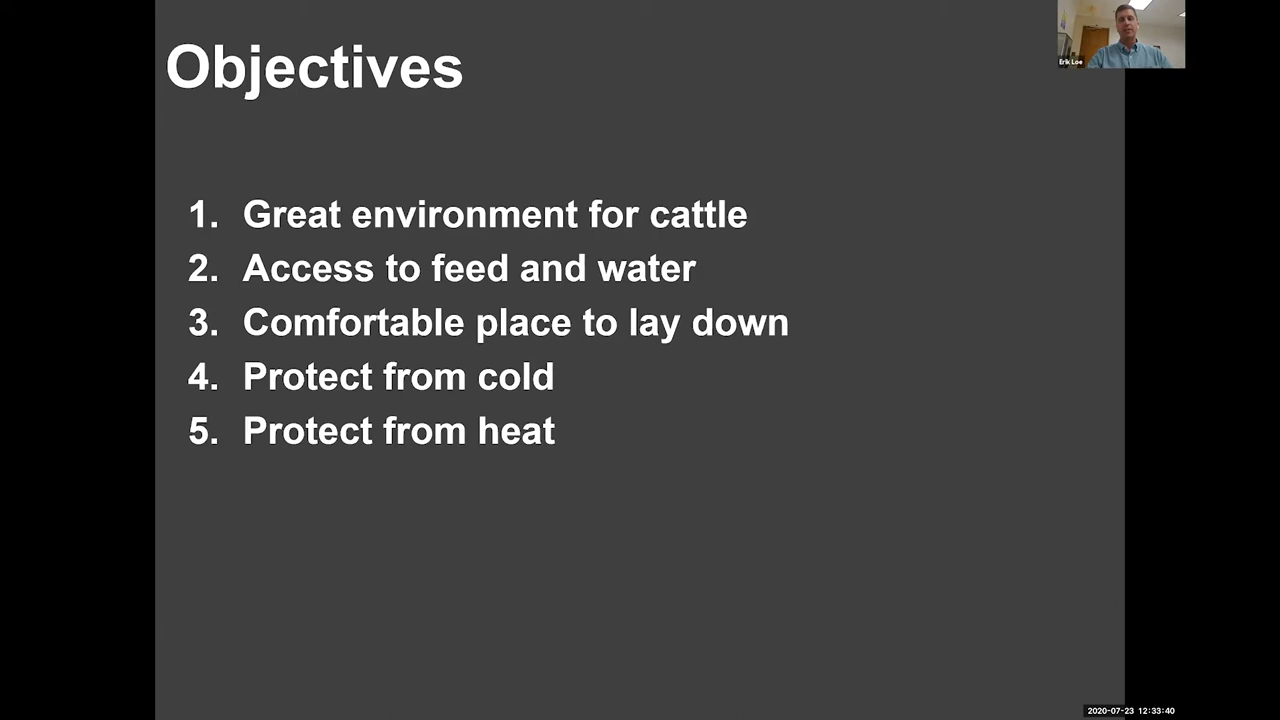 Objectives
Erik Loe
1. Great environment for cattle
2. Access to feed and water
3. Comfortable place to lay down
4. Protect from cold
5. Protect from heat
2020-07-23 12:33:40